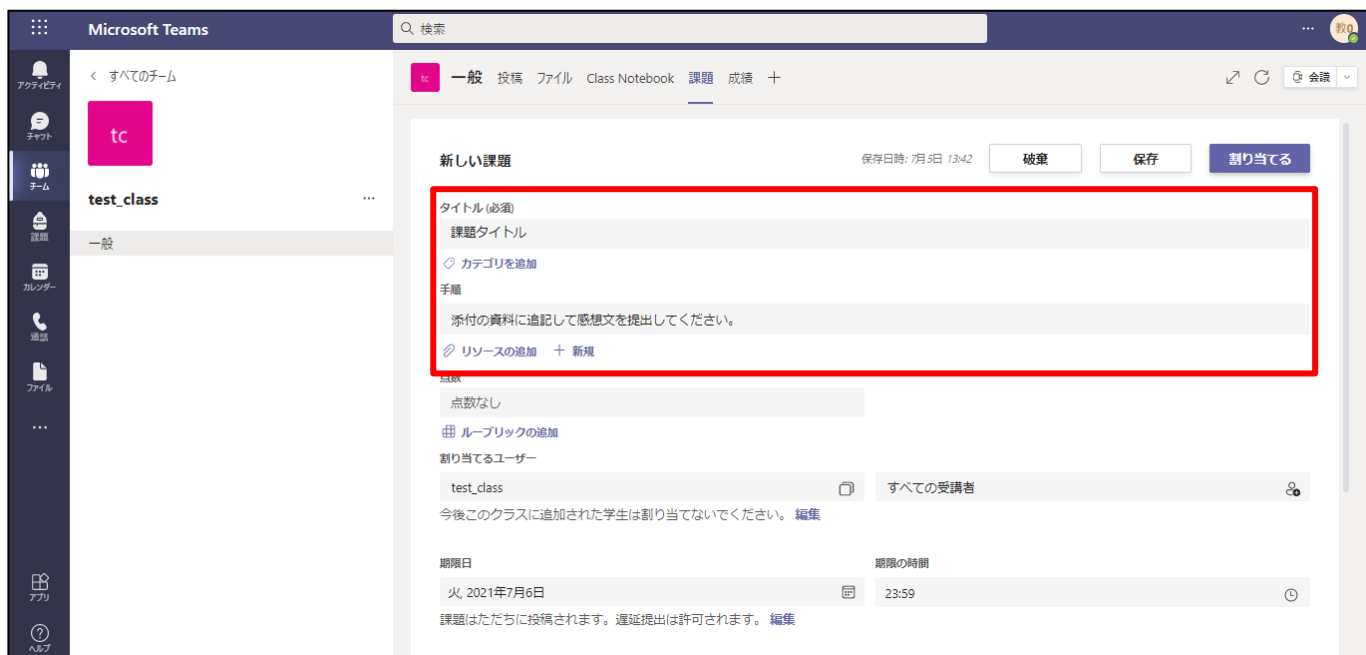 Microsoft Teams
検索
教0
アクティビティ
チャット
チーム
課題
カレンダー
通話
ファイル
アプリ
ヘルプ
すべてのチーム
tc
test_class
一般
tc 一般 投稿 ファイル Class Notebook 課題 成績
会議
新しい課題
保存日時: 7月5日 13:42
破棄
保存
割り当てる
タイトル (必須)
課題タイトル
カテゴリを追加
手順
添付の資料に追記して感想文を提出してください。
リソースの追加 + 新規
点数
点数なし
ルーブリックの追加
割り当てるユーザー
test_class
すべての受講者
今後このクラスに追加された学生は割り当てないでください。 編集
期限日
期限の時間
火, 2021年7月6日
23:59
課題はただちに投稿されます。遅延提出は許可されます。 編集